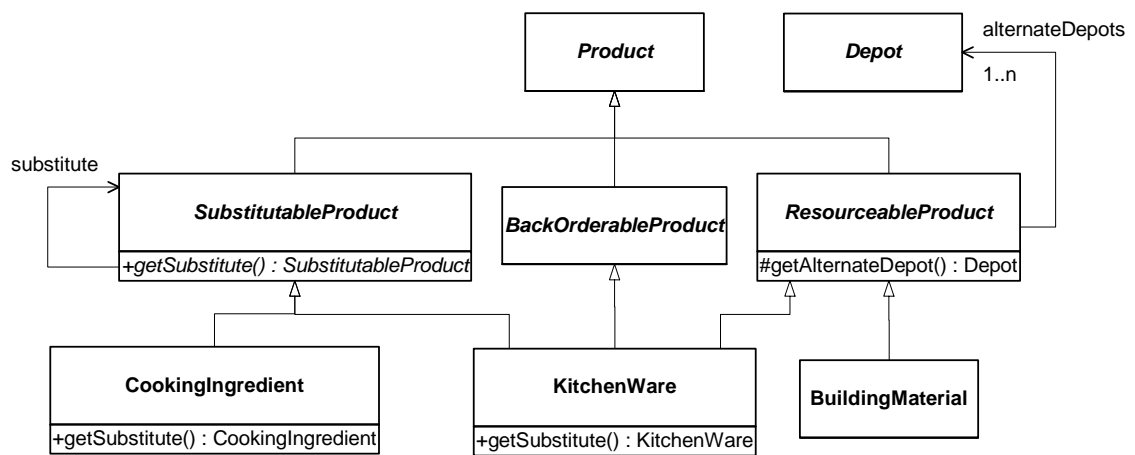 alternateDepots
Product
Depot
1..n
substitute
SubstitutableProduct
BackOrderableProduct
ResourceableProduct
+getSubstitute() : SubstitutableProduct
#getAlternateDepot() : Depot
CookingIngredient
KitchenWare
BuildingMaterial
+getSubstitute() : CookingIngredient
+getSubstitute() : KitchenWare